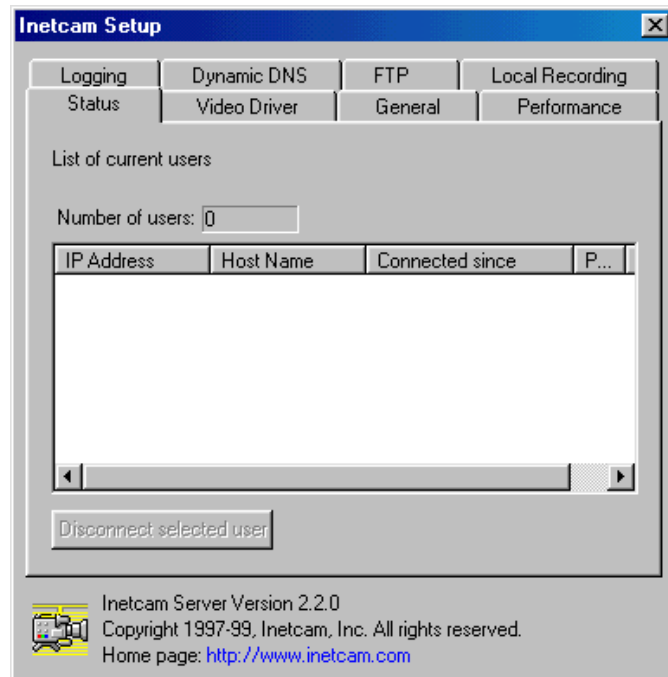 Inetcam Setup
Logging Dynamic DNS FTP Local Recording
Status Video Driver General Performance
List of current users
Number of users: 0
IP Address Host Name Connected since P...
Disconnect selected user
Inetcam Server Version 2.2.0
Copyright 1997-99, Inetcam, Inc. All rights reserved.
Home page: http://www.inetcam.com